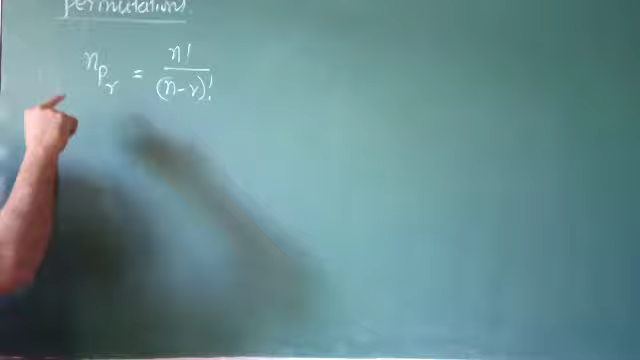 permutations.
nPr = n! / (n-r)!